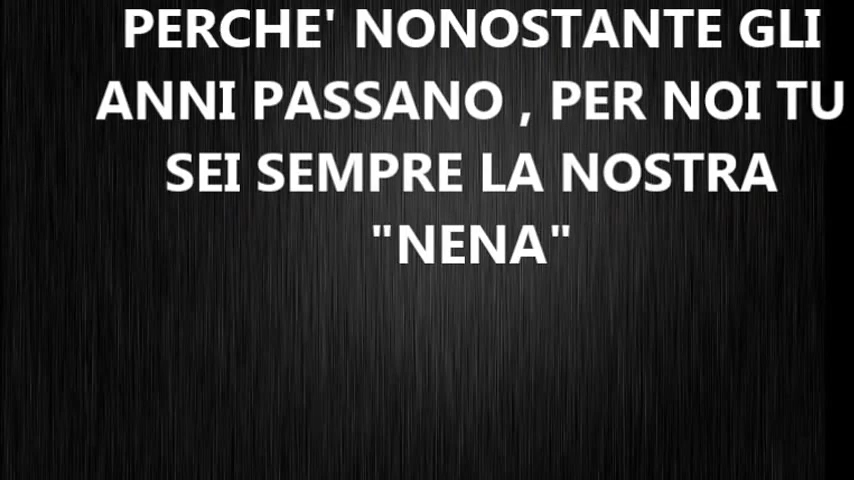 PERCHE' NONOSTANTE GLI
ANNI PASSANO , PER NOI TU
SEI SEMPRE LA NOSTRA
"NENA"